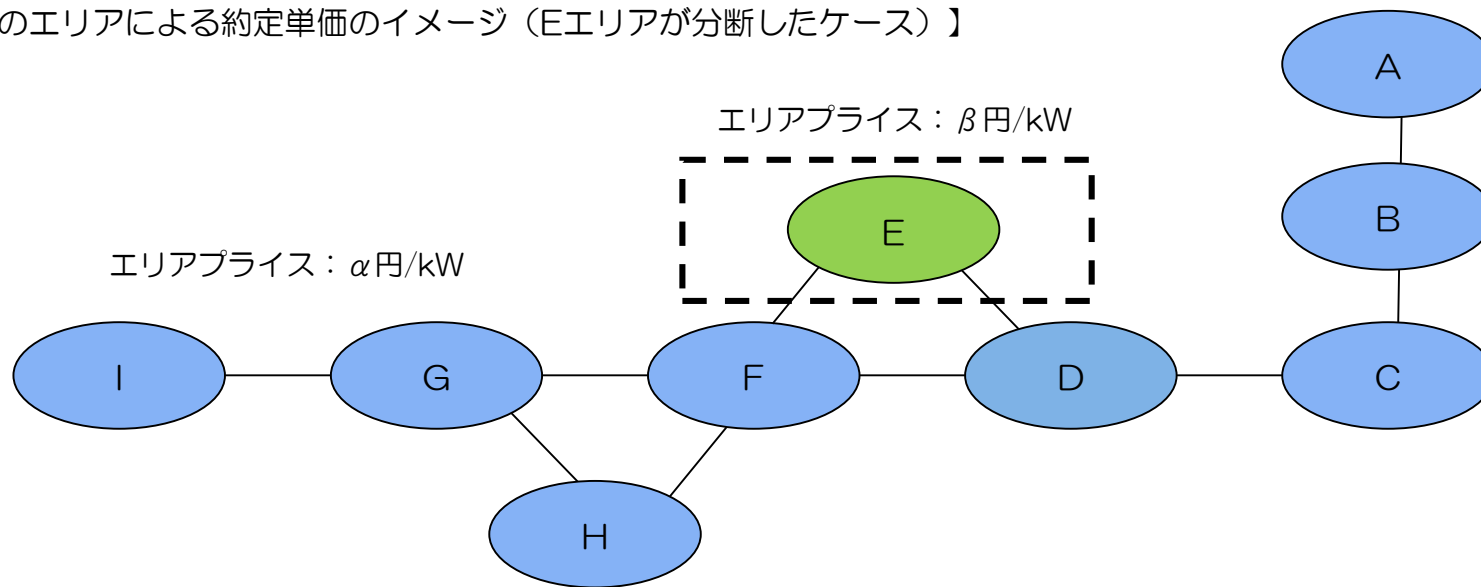 のエリアによる約定単価のイメージ（Eエリアが分断したケース）】
A
エリアプライス：β円/kW
B
E
エリアプライス：α円/kW
I
G
F
D
C
H